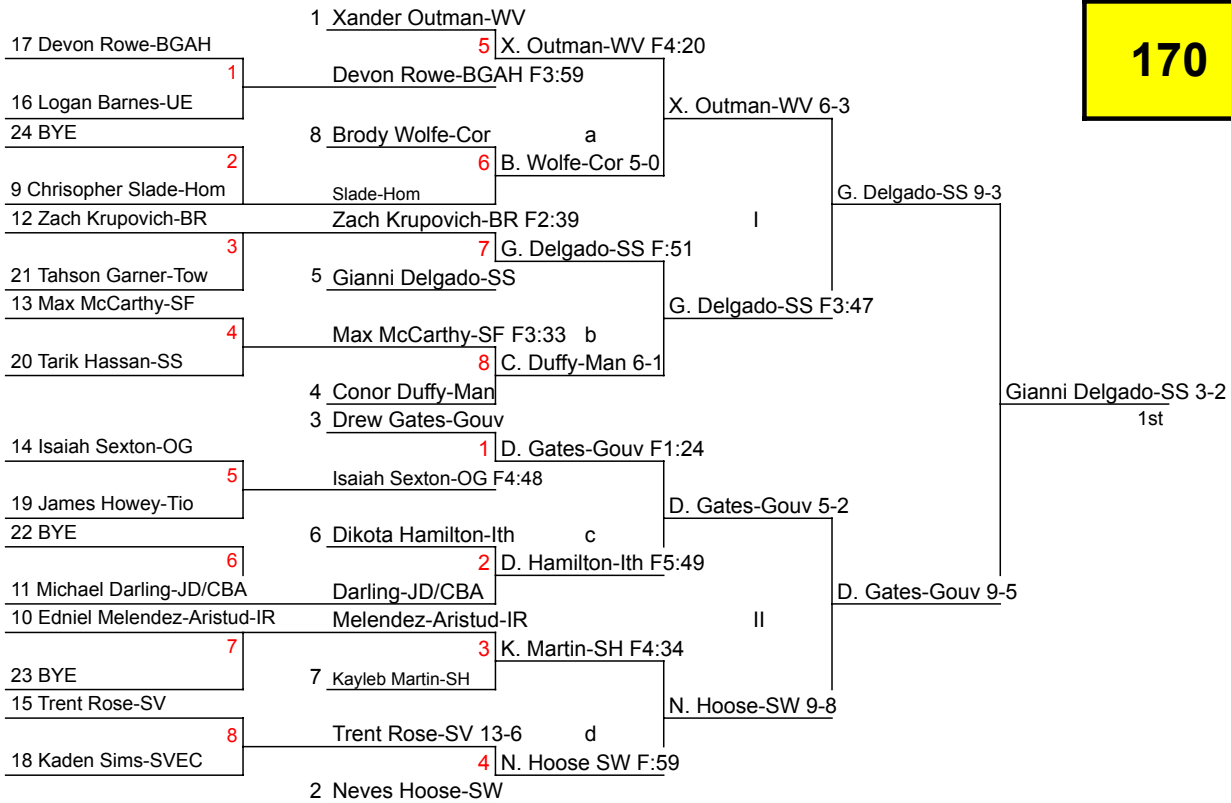 1 Xander Outman-WV
17 Devon Rowe-BGAH
5 X. Outman-WV F4:20
170
1
Devon Rowe-BGAH F3:59
16 Logan Barnes-UE
X. Outman-WV 6-3
24 BYE
8 Brody Wolfe-Cor a
2
6 B. Wolfe-Cor 5-0
9 Chrisopher Slade-Hom
Slade-Hom
G. Delgado-SS 9-3
12 Zach Krupovich-BR
Zach Krupovich-BR F2:39
I
3
7 G. Delgado-SS F:51
21 Tahson Garner-Tow
5 Gianni Delgado-SS
13 Max McCarthy-SF
G. Delgado-SS F3:47
4
Max McCarthy-SF F3:33 b
20 Tarik Hassan-SS
8 C. Duffy-Man 6-1
4 Conor Duffy-Man
Gianni Delgado-SS 3-2
3 Drew Gates-Gouv
1st
14 Isaiah Sexton-OG
1 D. Gates-Gouv F1:24
5
Isaiah Sexton-OG F4:48
19 James Howey-Tio
D. Gates-Gouv 5-2
22 BYE
6 Dikota Hamilton-Ith c
6
2 D. Hamilton-Ith F5:49
11 Michael Darling-JD/CBA
Darling-JD/CBA
D. Gates-Gouv 9-5
10 Edniel Melendez-Aristud-IR
Melendez-Aristud-IR
II
7
3 K. Martin-SH F4:34
23 BYE
7 Kayleb Martin-SH
15 Trent Rose-SV
N. Hoose-SW 9-8
8
Trent Rose-SV 13-6 d
18 Kaden Sims-SVEC
4 N. Hoose SW F:59
2 Neves Hoose-SW